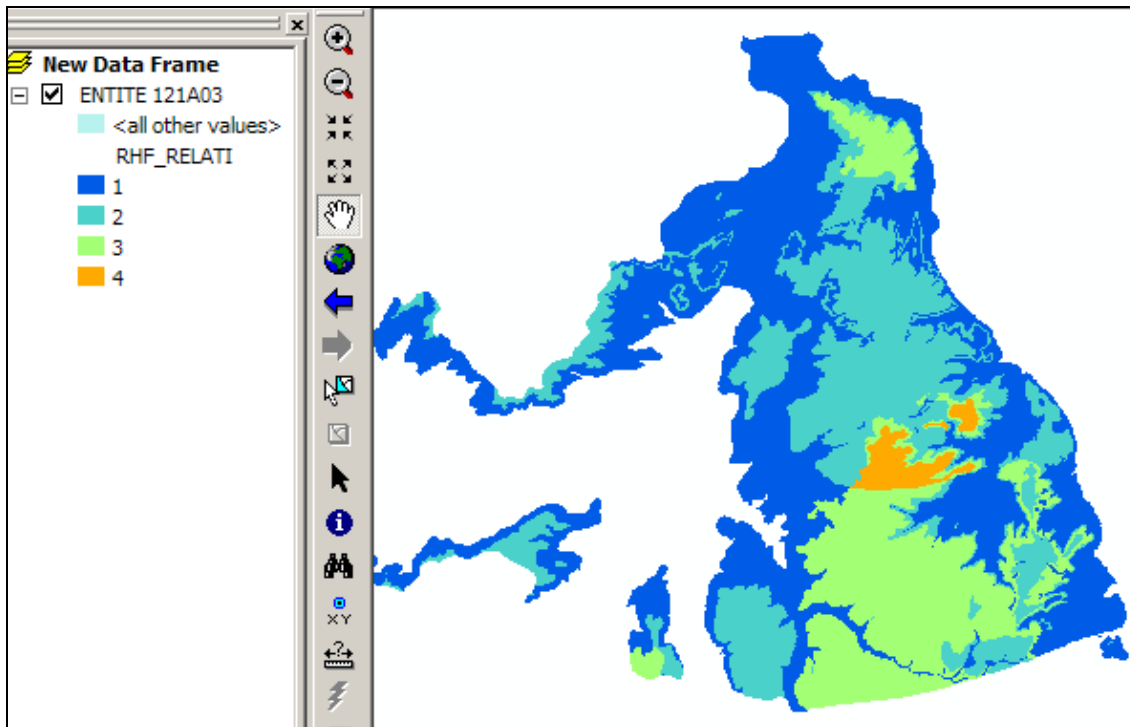 New Data Frame
ENTITE 121A03
<all other values>
RHF_RELATI
1
2
3
4
XY
?